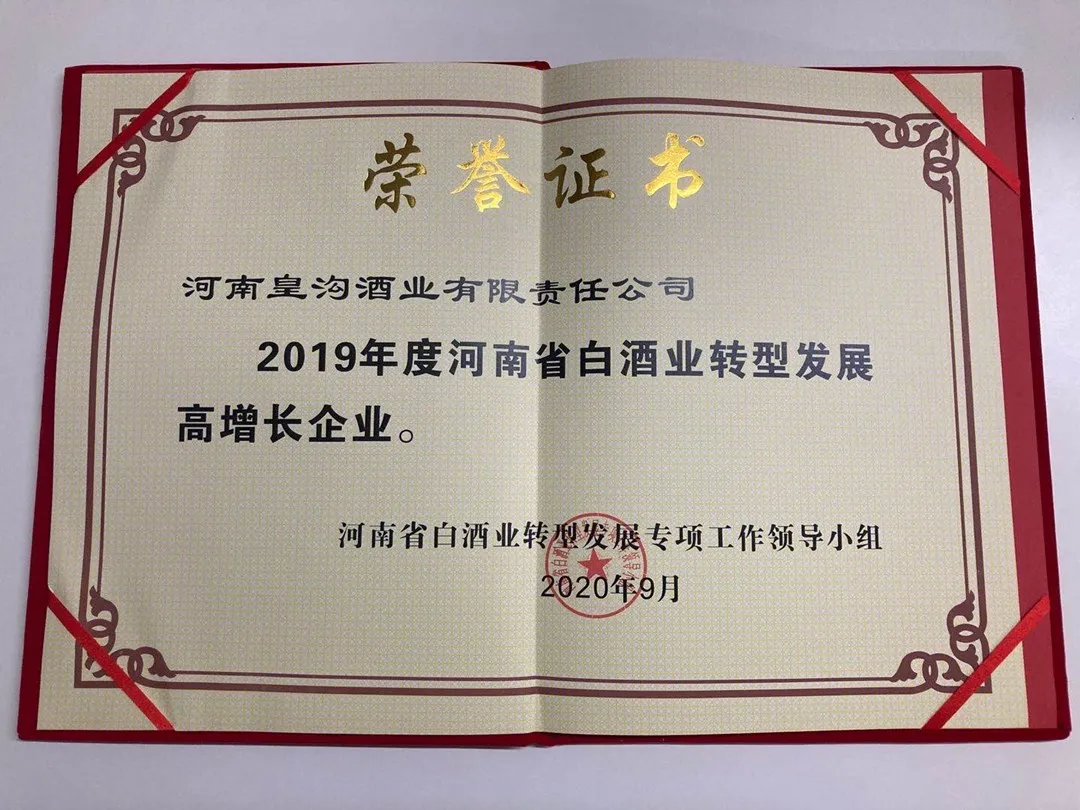 荣誉证书
河南皇沟酒业有限责任公司
2019年度河南省白酒业转型发展
高增长企业。
河南省白酒业转型发展专项工作领导小组
2020年9月